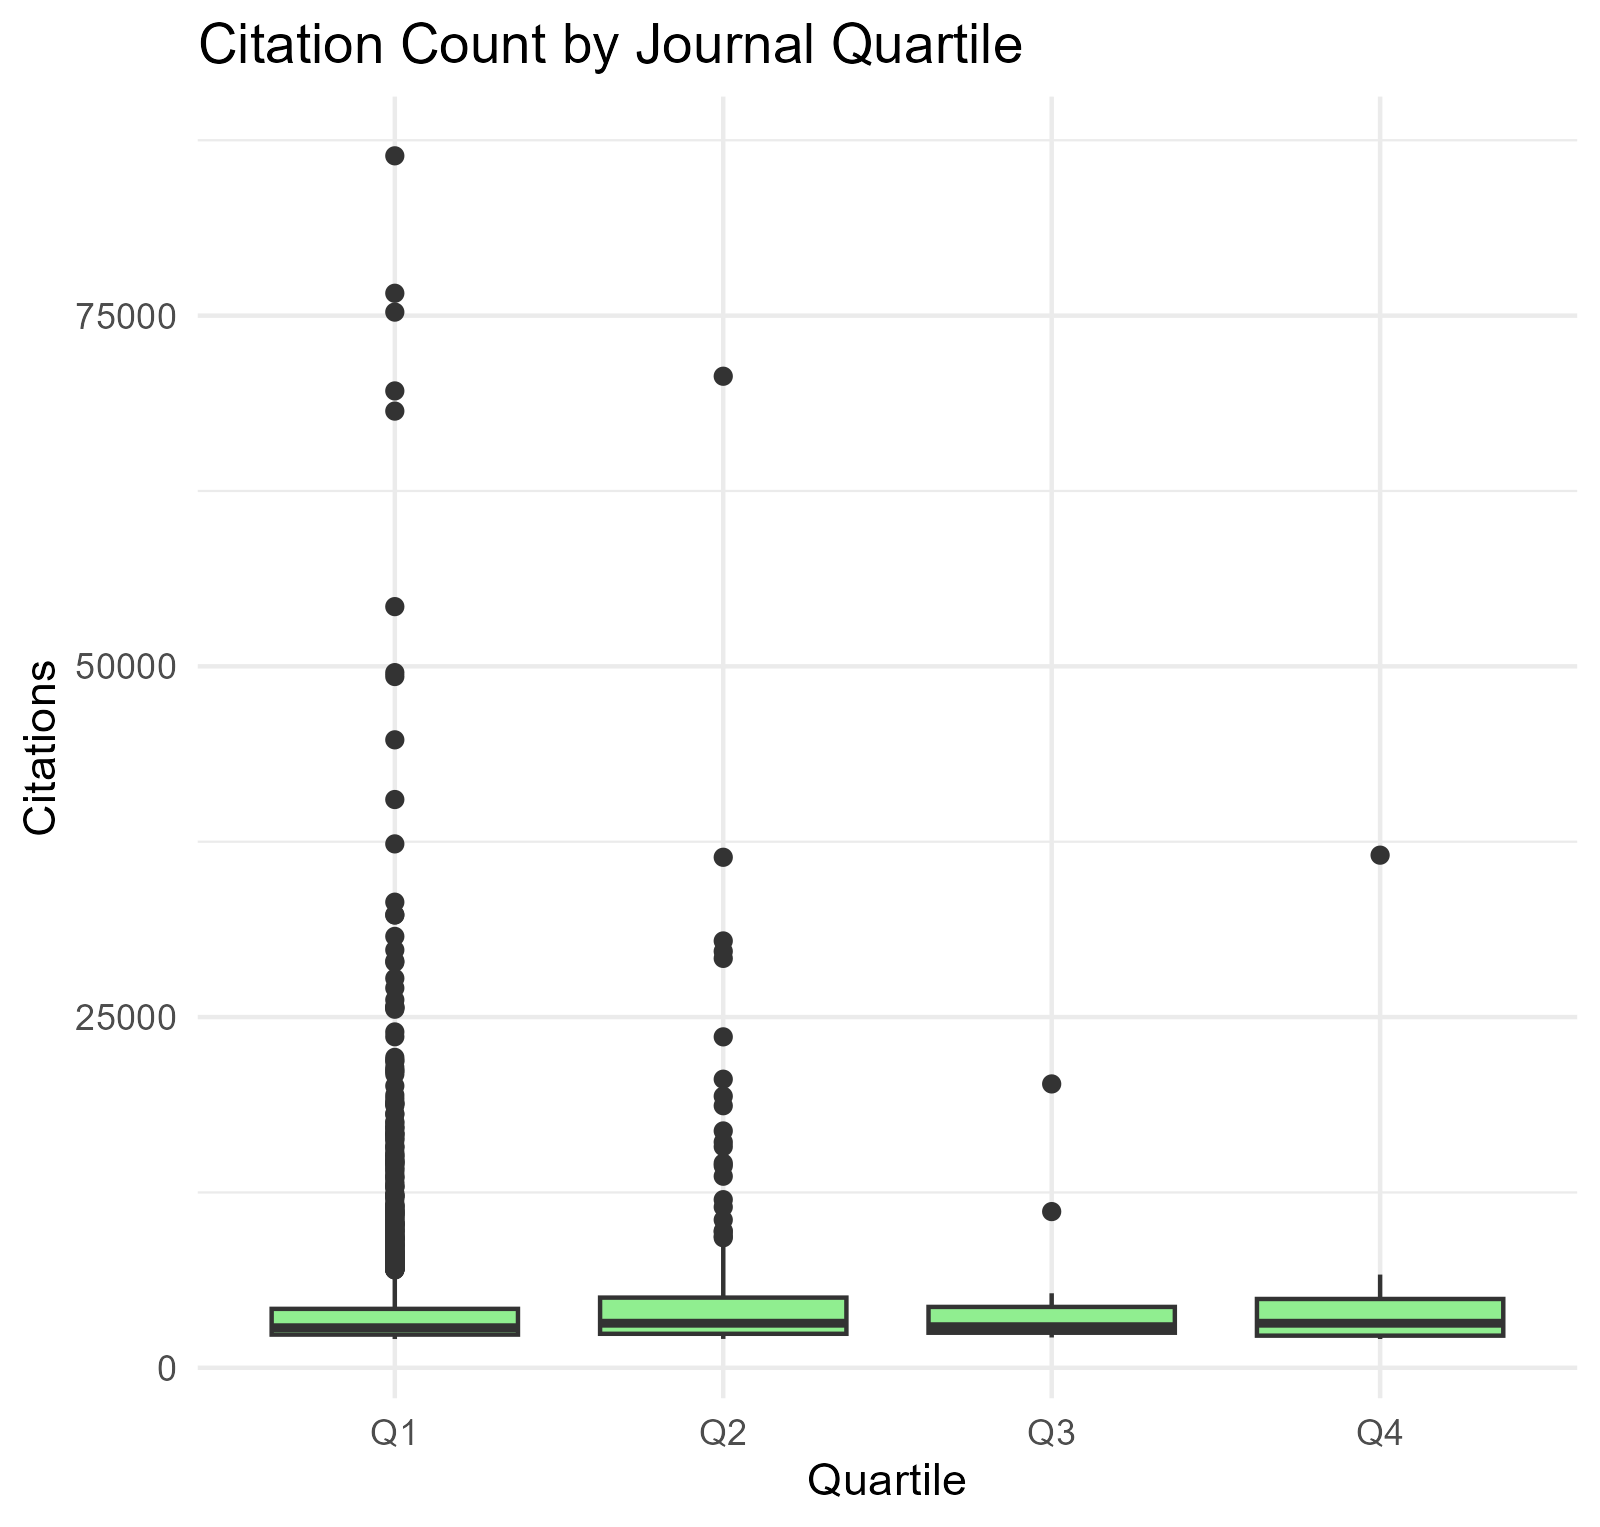 Citation Count by Journal Quartile
Citations
75000
50000
25000
0
Q1 Q2 Q3 Q4
Quartile